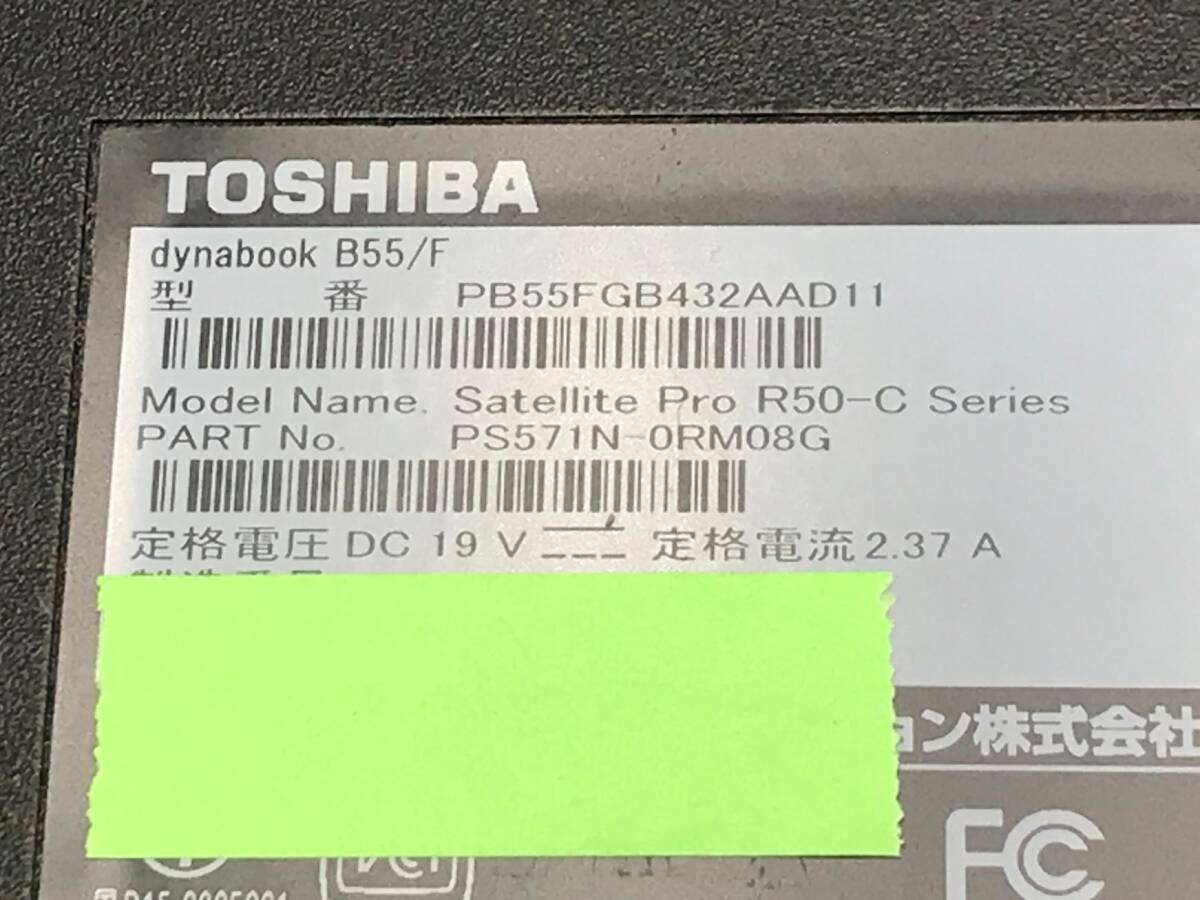 TOSHIBA
dynabook B55/F
型 番 PB55FGB432AAD11
Model Name. Satellite Pro R50-C Series
PART No. PS571N-0RM08G
定格電圧 DC 19 V 定格電流 2.37 A
ョン株式会社
FC